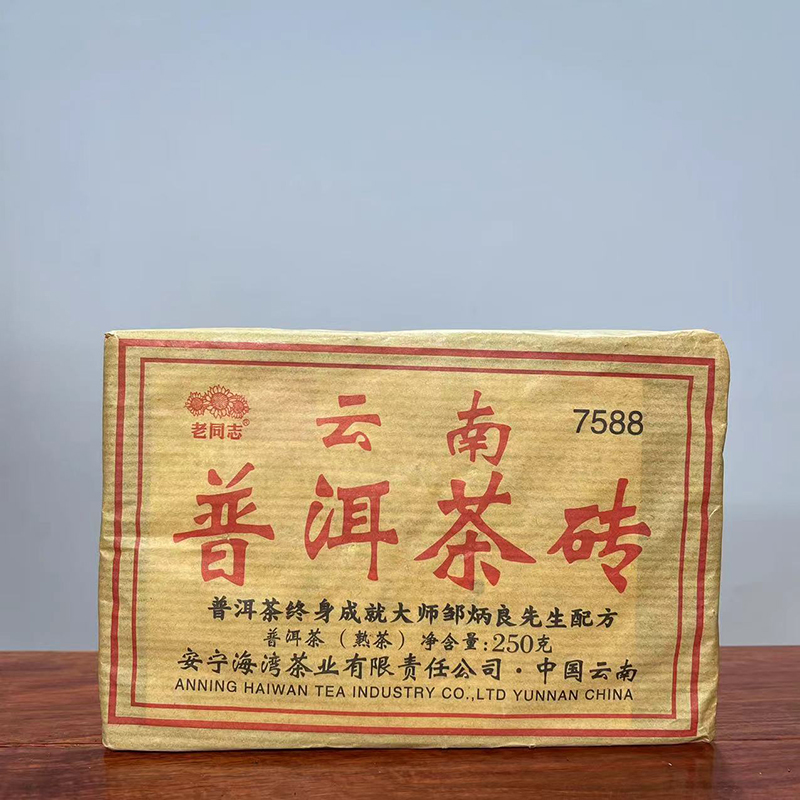 老同志®
云南
7588
普洱茶砖
普洱茶终身成就大师邹炳良先生配方
普洱茶（熟茶）净含量:250克
安宁海湾茶业有限责任公司·中国云南
ANNING HAIWAN TEA INDUSTRY CO.,LTD YUNNAN CHINA